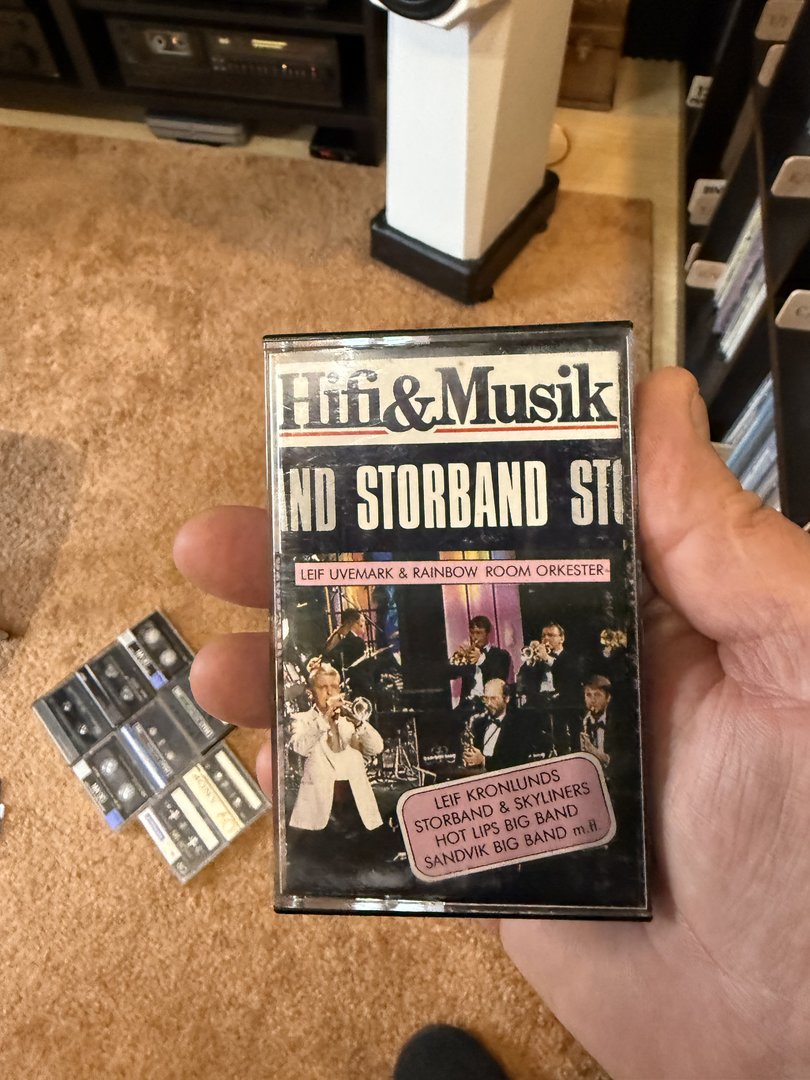 Hifi&Musik
ND STORBAND STO
LEIF UVEMARK & RAINBOW ROOM ORKESTER
LEIF KRONLUNDS
STORBAND & SKYLINERS
HOT LIPS BIG BAND
SANDVIK BIG BAND m.fl.